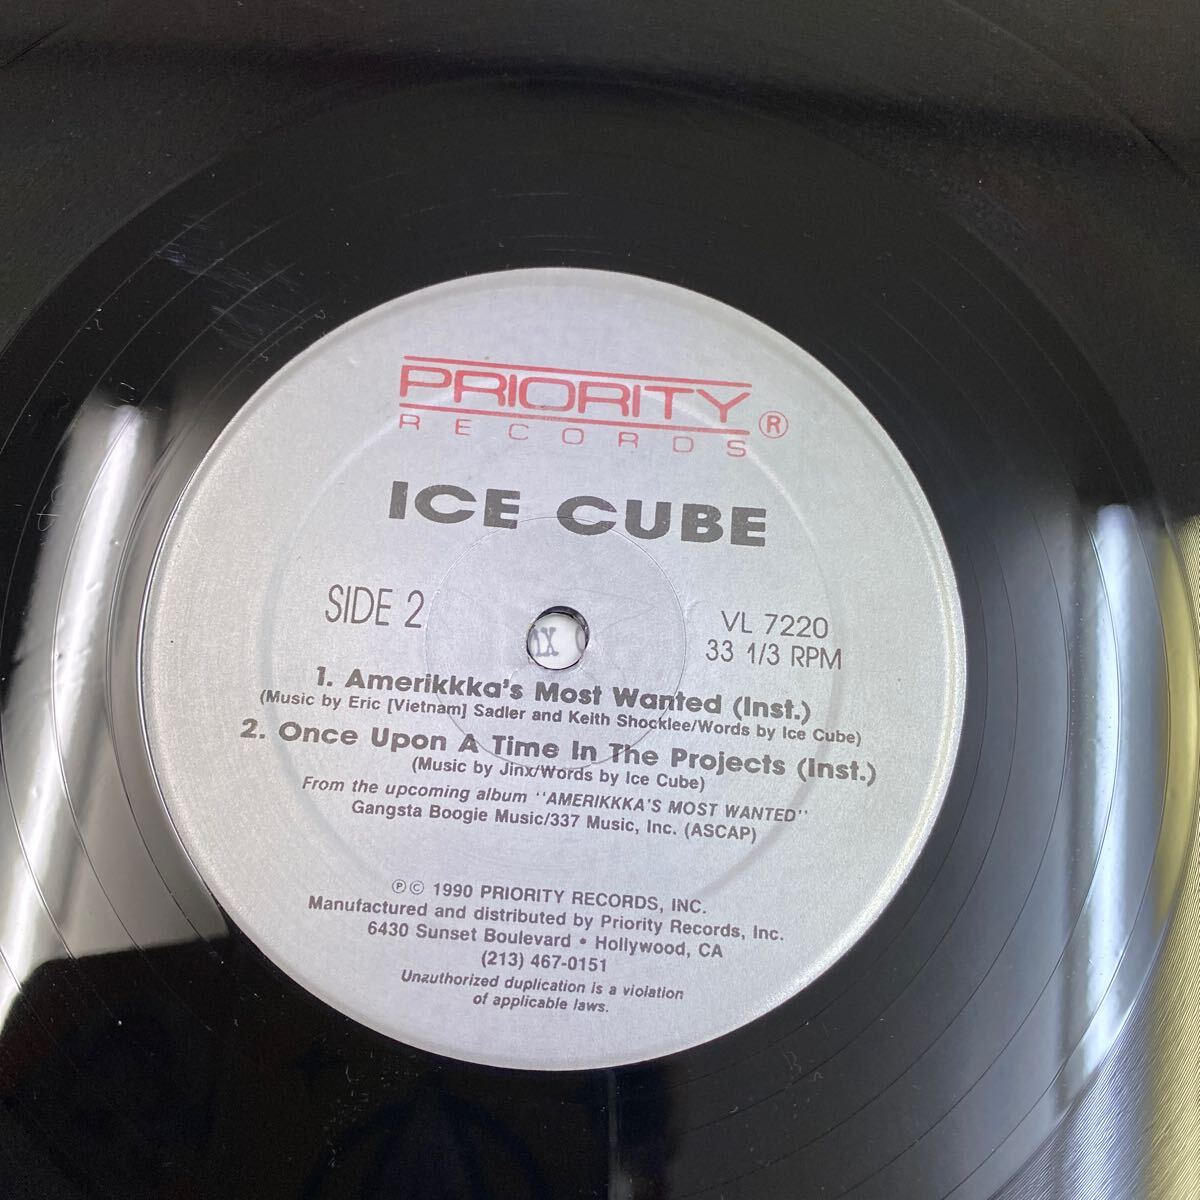 PRIORITY ®
RECORDS
ICE CUBE
SIDE 2
VL 7220
33 1/3 RPM
1. Amerikkka's Most Wanted (Inst.)
(Music by Eric [Vietnam] Sadler and Keith Shocklee/Words by Ice Cube)
2. Once Upon A Time In The Projects (Inst.)
(Music by Jinx/Words by Ice Cube)
From the upcoming album "AMERIKKKA'S MOST WANTED"
Gangsta Boogie Music/337 Music, Inc. (ASCAP)
℗© 1990 PRIORITY RECORDS, INC.
Manufactured and distributed by Priority Records, Inc.
6430 Sunset Boulevard • Hollywood, CA
(213) 467-0151
Unauthorized duplication is a violation
of applicable laws.